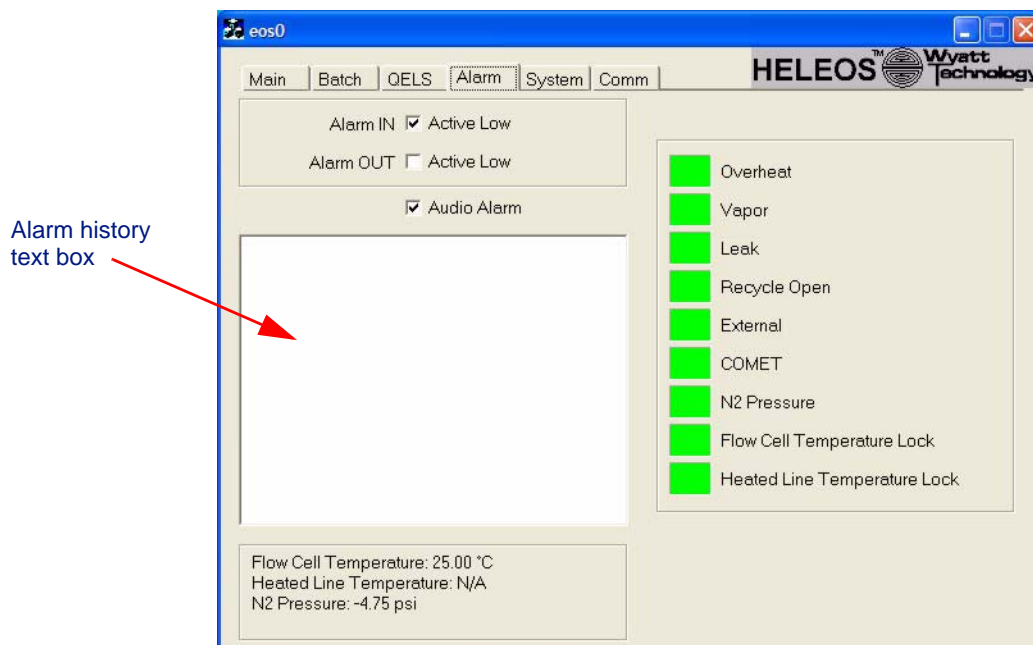 eos0
HELEOS™ Wyatt Technology
Main Batch QELS Alarm System Comm
Alarm IN Active Low
Alarm OUT Active Low
Audio Alarm
Alarm history
text box
Overheat
Vapor
Leak
Recycle Open
External
COMET
N2 Pressure
Flow Cell Temperature Lock
Heated Line Temperature Lock
Flow Cell Temperature: 25.00 °C
Heated Line Temperature: N/A
N2 Pressure: -4.75 psi